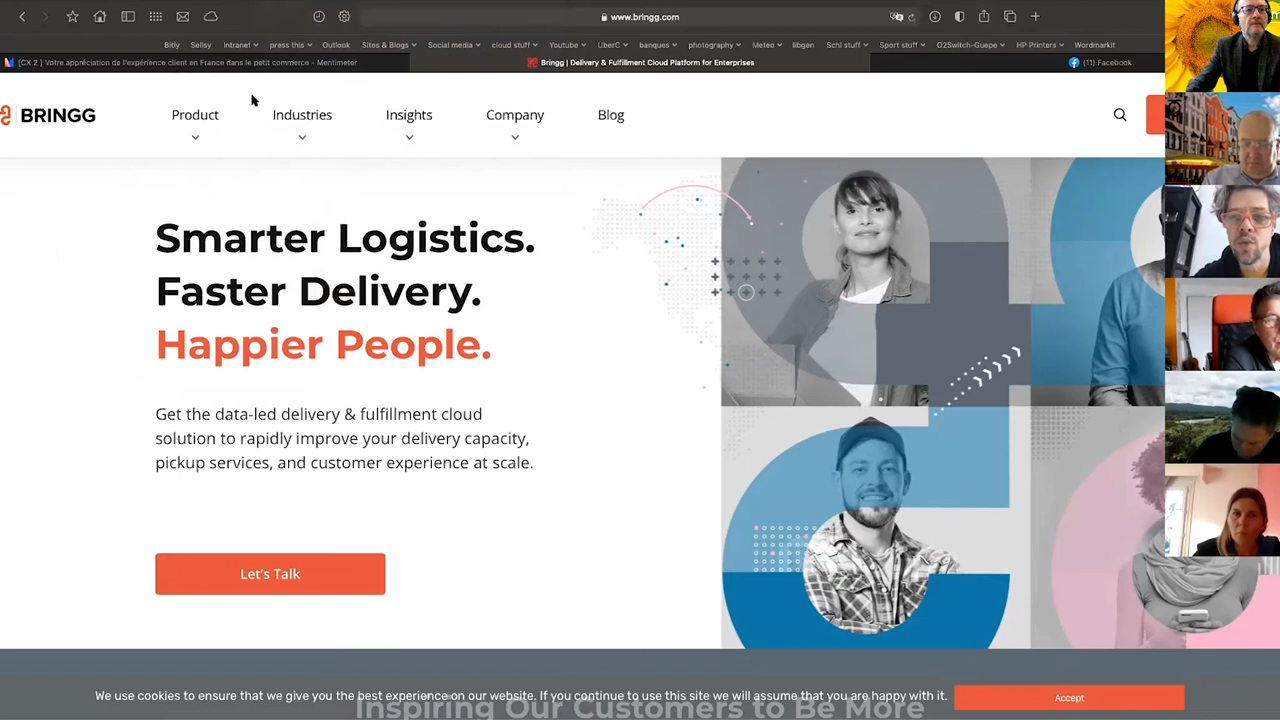 www.bringg.com
Bitly Sellsy Intranet press this Outlook Sites & Blogs Social media cloud stuff Youtube UberC banques photography Meteo libgen Schl stuff Sport stuff O2Switch-Guepe HP Printers Wordmarkit
[CX 2 ] Votre appréciation de l'expérience client en France dans le petit commerce - Mentimeter
Bringg | Delivery & Fulfillment Cloud Platform for Enterprises
(11) Facebook
BRINGG
Product Industries Insights Company Blog
Smarter Logistics.
Faster Delivery.
Happier People.
Get the data-led delivery & fulfillment cloud
solution to rapidly improve your delivery capacity,
pickup services, and customer experience at scale.
Let's Talk
We use cookies to ensure that we give you the best experience on our website. If you continue to use this site we will assume that you are happy with it.
Accept
Inspiring Our Customers to Be More